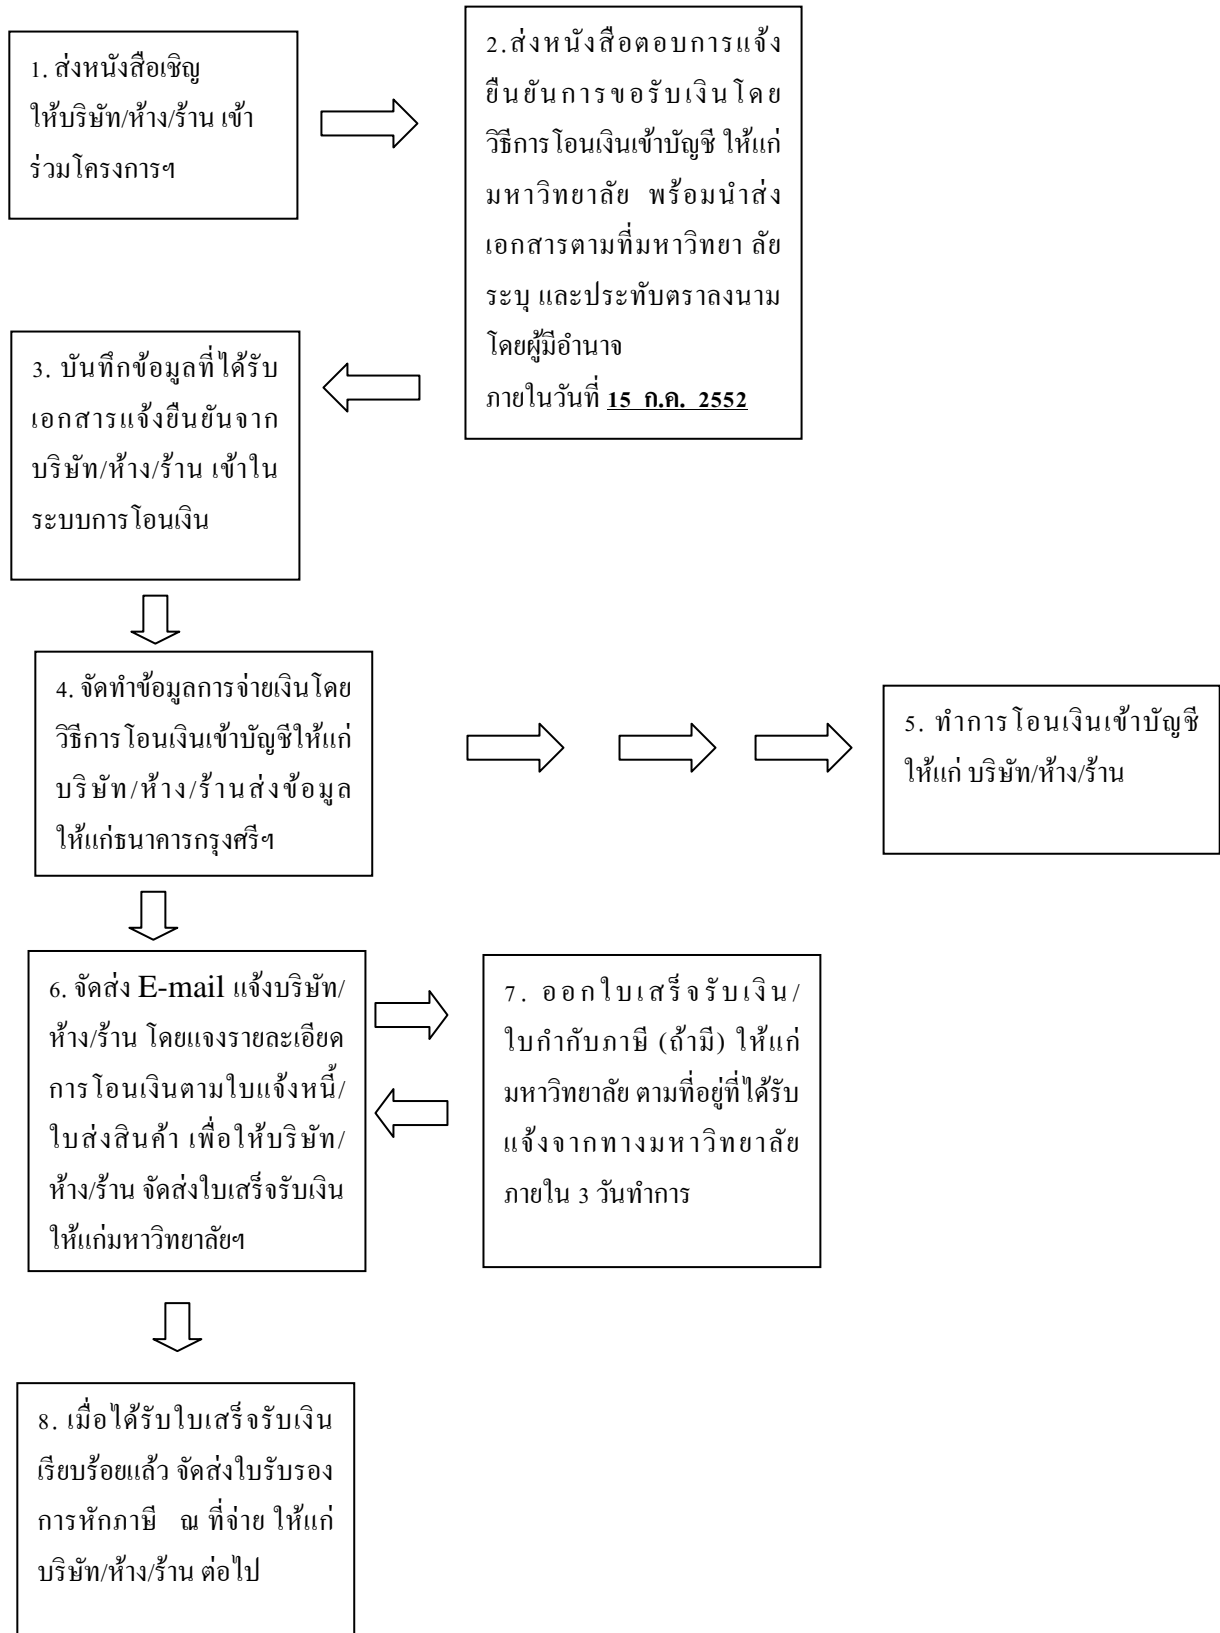 1. ส่งหนังสือเชิญ
ให้บริษัท/ห้าง/ร้าน เข้า
ร่วมโครงการฯ
2.ส่งหนังสือตอบการแจ้ง
ยืนยันการขอรับเงินโดย
วิธีการโอนเงินเข้าบัญชี ให้แก่
มหาวิทยาลัย พร้อมนำส่ง
เอกสารตามที่มหาวิทยา ลัย
ระบุ และประทับตราลงนาม
โดยผู้มีอำนาจ
ภายในวันที่ 15 ก.ค. 2552
3. บันทึกข้อมูลที่ได้รับ
เอกสารแจ้งยืนยันจาก
บริษัท/ห้าง/ร้าน เข้าใน
ระบบการโอนเงิน
4. จัดทำข้อมูลการจ่ายเงินโดย
วิธีการโอนเงินเข้าบัญชีให้แก่
บริษัท/ห้าง/ร้านส่งข้อมูล
ให้แก่ธนาคารกรุงศรีฯ
5. ทำการโอนเงินเข้าบัญชี
ให้แก่ บริษัท/ห้าง/ร้าน
6. จัดส่ง E-mail แจ้งบริษัท/
ห้าง/ร้าน โดยแจงรายละเอียด
การโอนเงินตามใบแจ้งหนี้/
ใบส่งสินค้า เพื่อให้บริษัท/
ห้าง/ร้าน จัดส่งใบเสร็จรับเงิน
ให้แก่มหาวิทยาลัยฯ
7. ออกใบเสร็จรับเงิน/
ใบกำกับภาษี (ถ้ามี) ให้แก่
มหาวิทยาลัย ตามที่อยู่ที่ได้รับ
แจ้งจากทางมหาวิทยาลัย
ภายใน 3 วันทำการ
8. เมื่อได้รับใบเสร็จรับเงิน
เรียบร้อยแล้ว จัดส่งใบรับรอง
การหักภาษี ณ ที่จ่าย ให้แก่
บริษัท/ห้าง/ร้าน ต่อไป